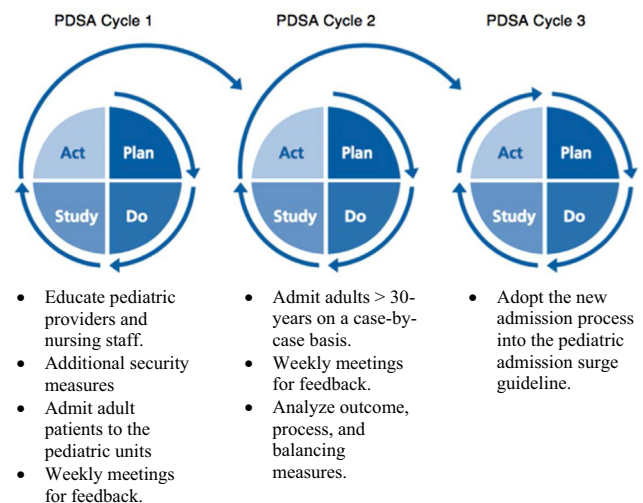 PDSA Cycle 1
PDSA Cycle 2
PDSA Cycle 3
Act
Plan
Study
Do
Act
Plan
Study
Do
Act
Plan
Study
Do
• Educate pediatric
providers and
nursing staff.
• Additional security
measures
• Admit adult
patients to the
pediatric units
• Weekly meetings
for feedback.
• Admit adults > 30-
years on a case-by-
case basis.
• Weekly meetings
for feedback.
• Analyze outcome,
process, and
balancing
measures.
• Adopt the new
admission process
into the pediatric
admission surge
guideline.